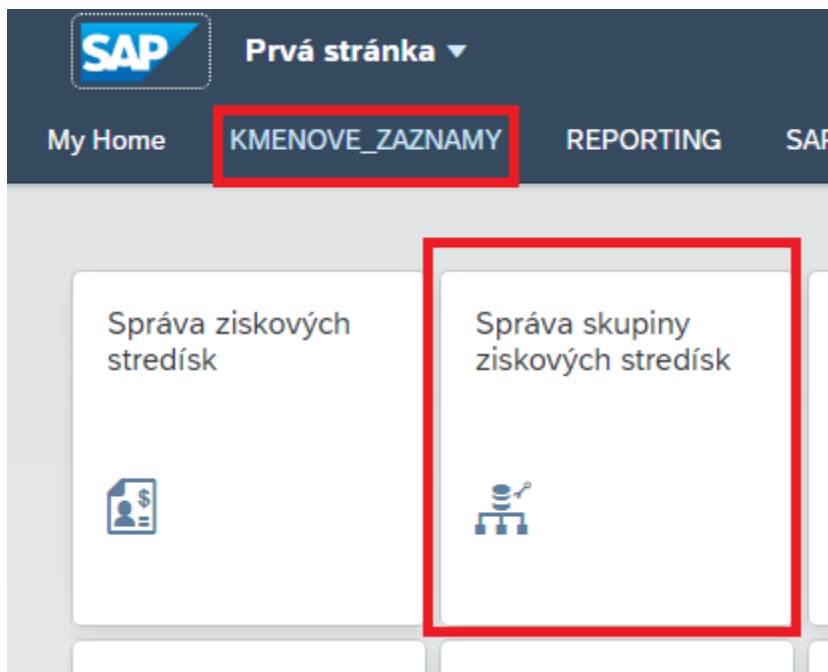 SAP Prvá stránka
My Home KMENOVE_ZAZNAMY REPORTING
Správa ziskových
stredísk
Správa skupiny
ziskových stredísk
$